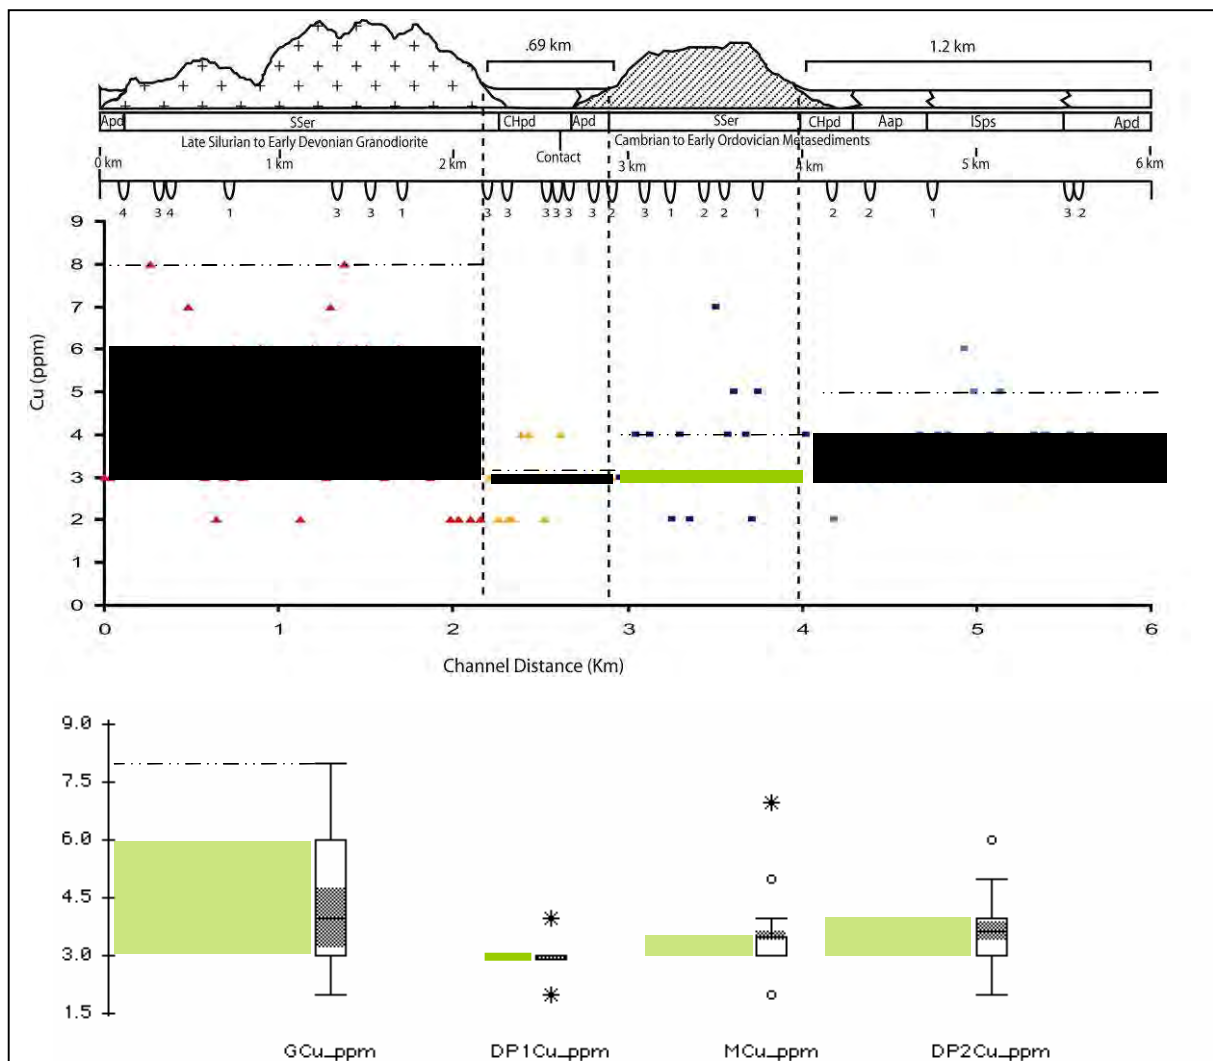 .69 km 1.2 km
Apd SSer CHpd Apd SSer CHpd Aap ISps Apd
Late Silurian to Early Devonian Granodiorite Contact Cambrian to Early Ordovician Metasediments
0 km 1 km 2 km 3 km 4 km 5 km 6 km
4 3 4 1 3 3 1 3 3 3 3 3 3 2 3 1 2 2 1 2 2 1 3 2
9
8
7
6
5
4
3
2
1
0
Cu (ppm)
0 1 2 3 4 5 6
Channel Distance (Km)
9.0
7.5
6.0
4.5
3.0
1.5
GCu_ppm DP1Cu_ppm MCu_ppm DP2Cu_ppm